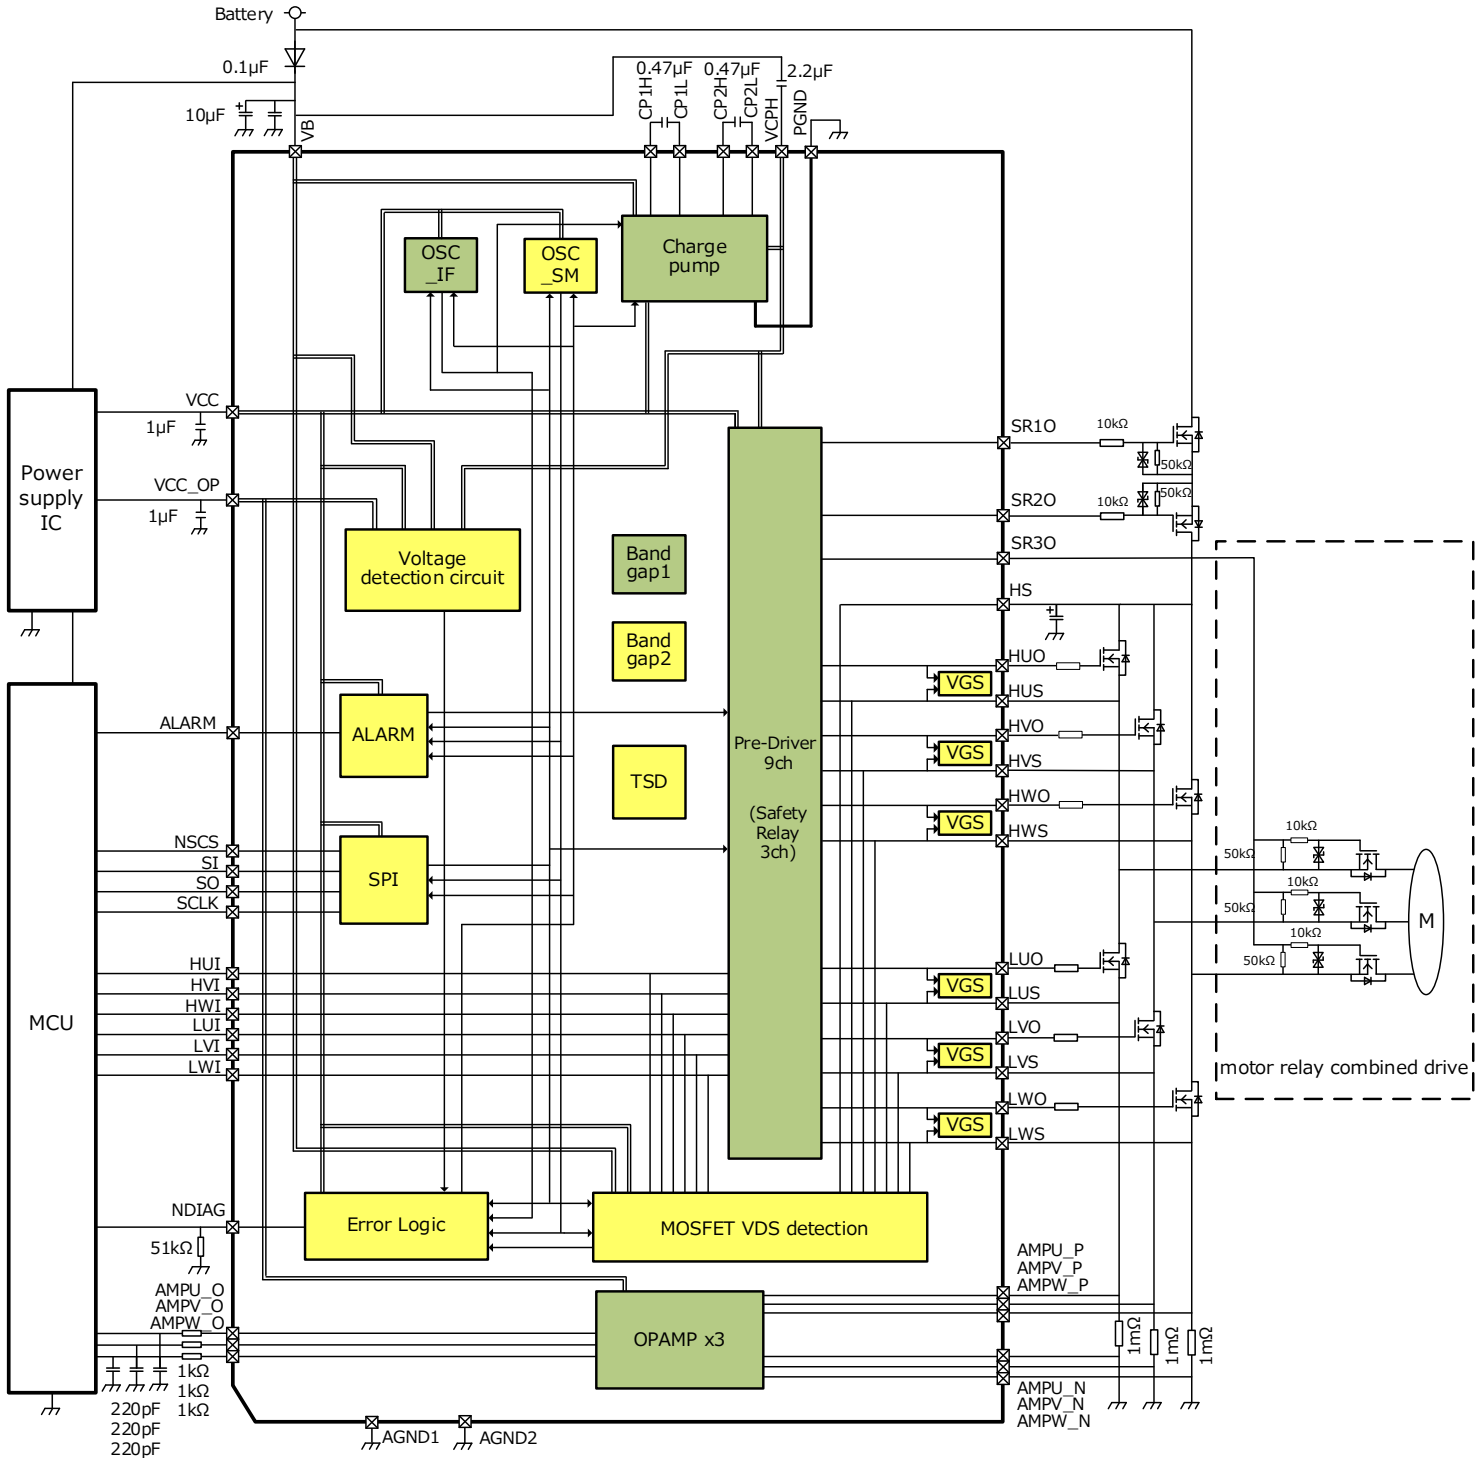 Battery
0.1µF
10µF
VB
0.47µF
0.47µF
2.2µF
CP1H
CP1L
CP2H
CP2L
VCPH
PGND
OSC
_IF
OSC
_SM
Charge
pump
VCC
1µF
VCC_OP
1µF
Power
supply
IC
Voltage
detection circuit
Band
gap1
Band
gap2
TSD
ALARM
ALARM
SPI
NSCS
SI
SO
SCLK
MCU
HUI
HVI
HWI
LUI
LVI
LWI
Pre-Driver
9ch
(Safety
Relay
3ch)
SR1O
10kΩ
50kΩ
SR2O
10kΩ
50kΩ
SR3O
HS
HUO
VGS
HUS
HVO
VGS
HVS
HWO
VGS
HWS
LUO
VGS
LUS
LVO
VGS
LVS
LWO
VGS
LWS
10kΩ
50kΩ
10kΩ
50kΩ
10kΩ
50kΩ
M
motor relay combined drive
NDIAG
51kΩ
Error Logic
MOSFET VDS detection
AMPU_O
AMPV_O
AMPW_O
1kΩ
1kΩ
1kΩ
220pF
220pF
220pF
OPAMP x3
AMPU_P
AMPV_P
AMPW_P
1mΩ
1mΩ
1mΩ
AMPU_N
AMPV_N
AMPW_N
AGND1
AGND2